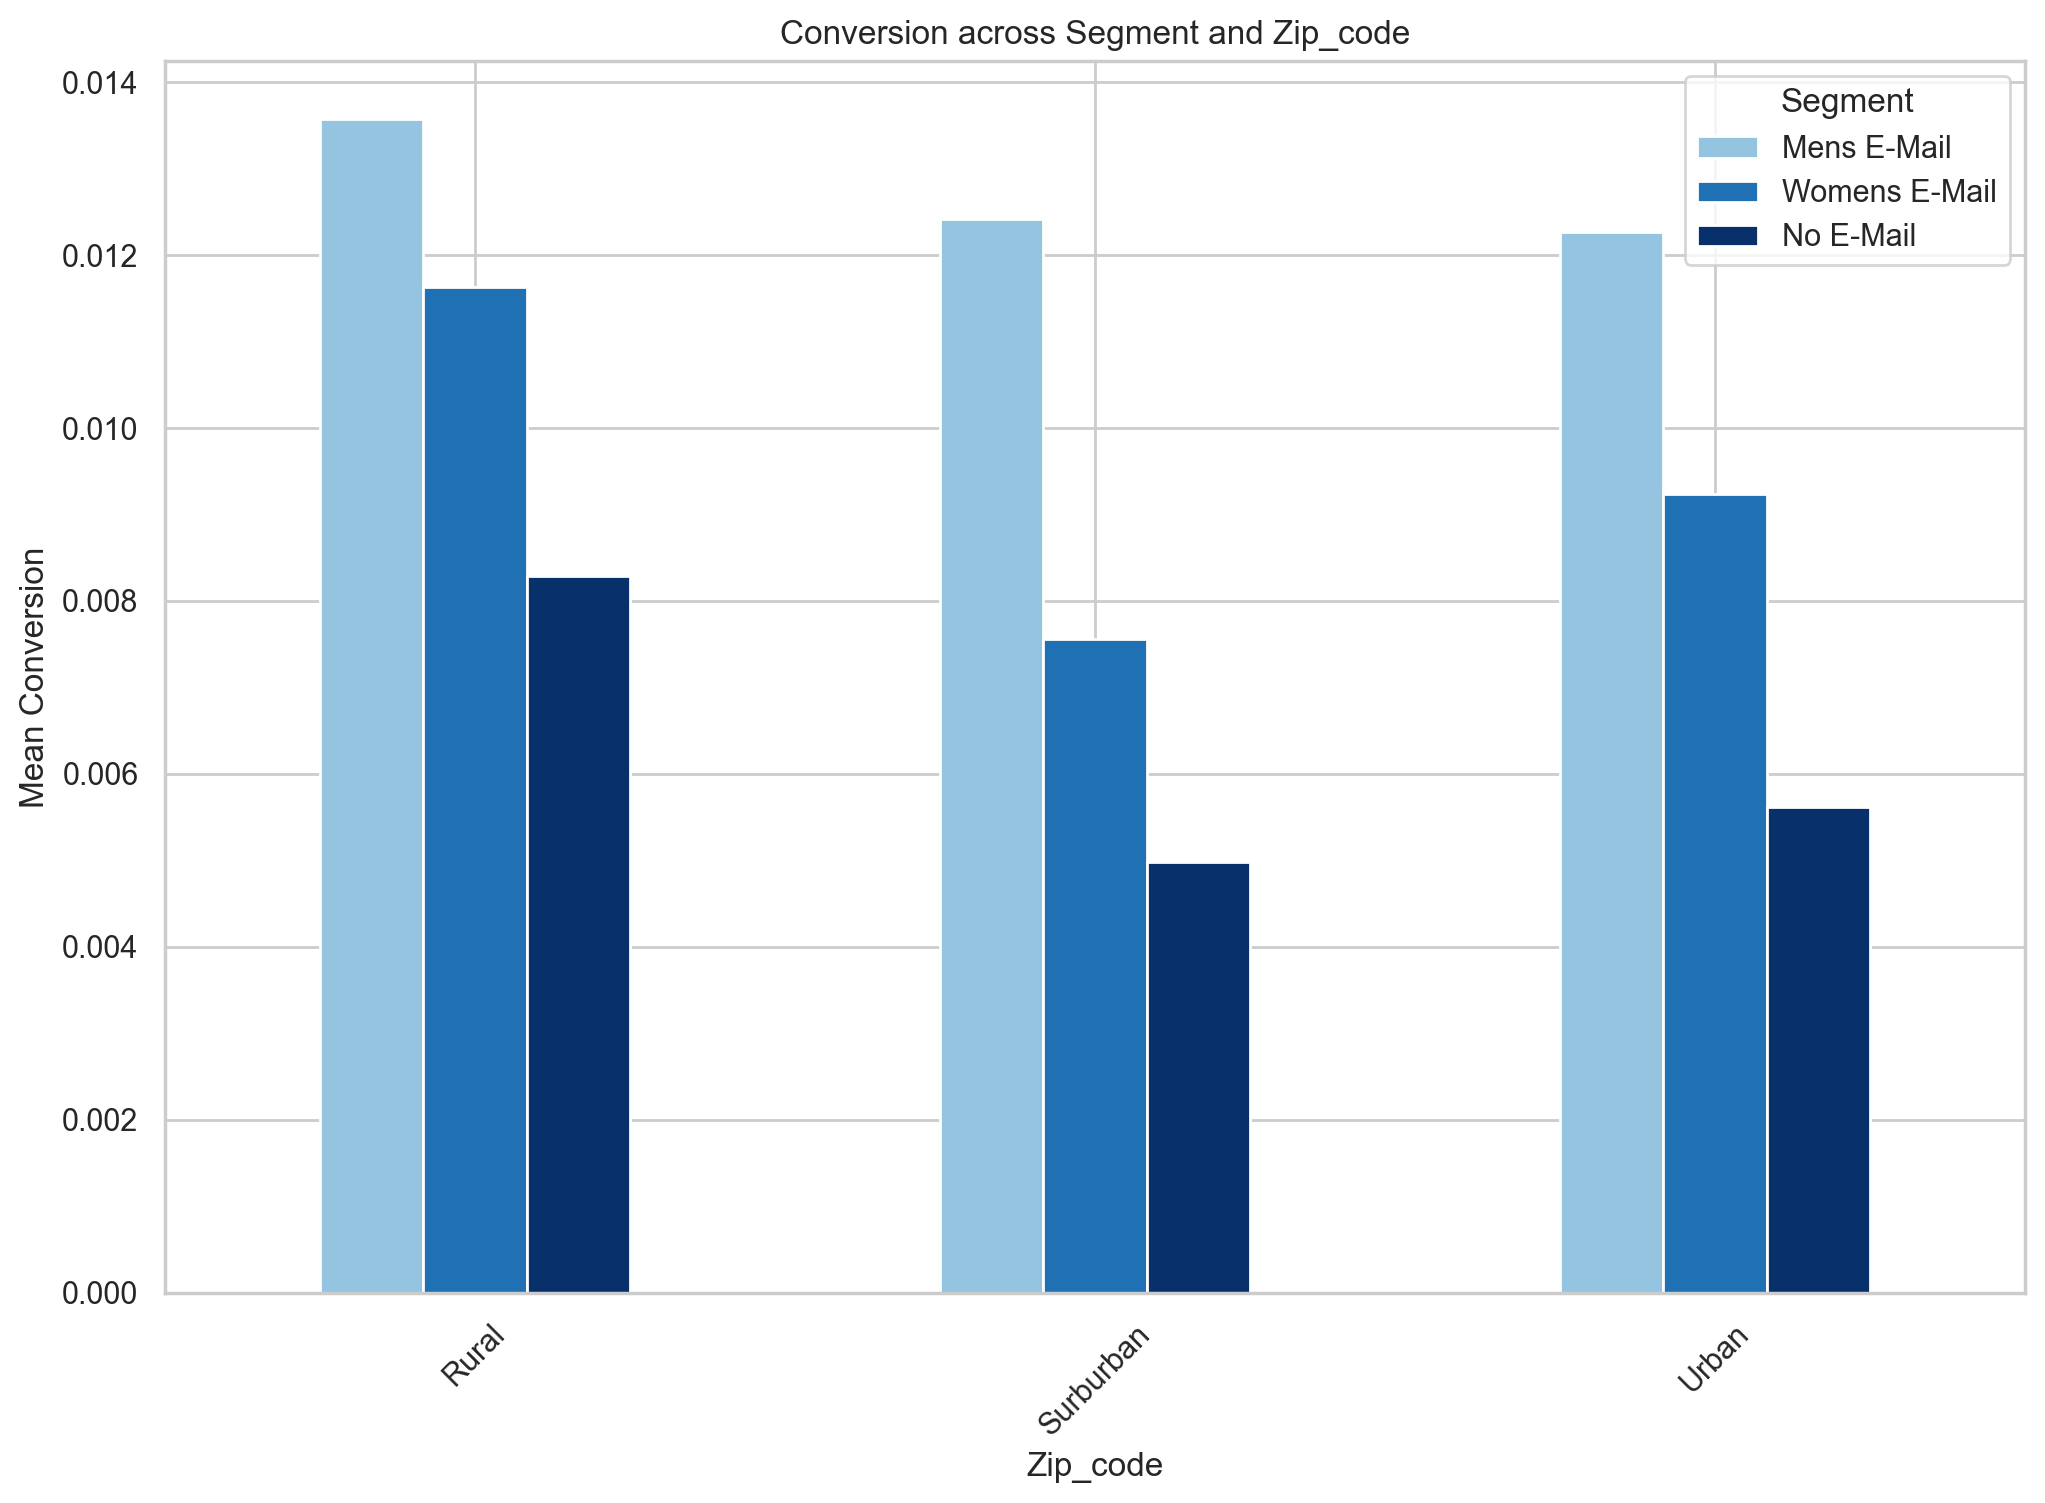 Conversion across Segment and Zip_code
Segment
Mens E-Mail
Womens E-Mail
No E-Mail
Mean Conversion
0.014
0.012
0.010
0.008
0.006
0.004
0.002
0.000
Rural
Surburban
Urban
Zip_code